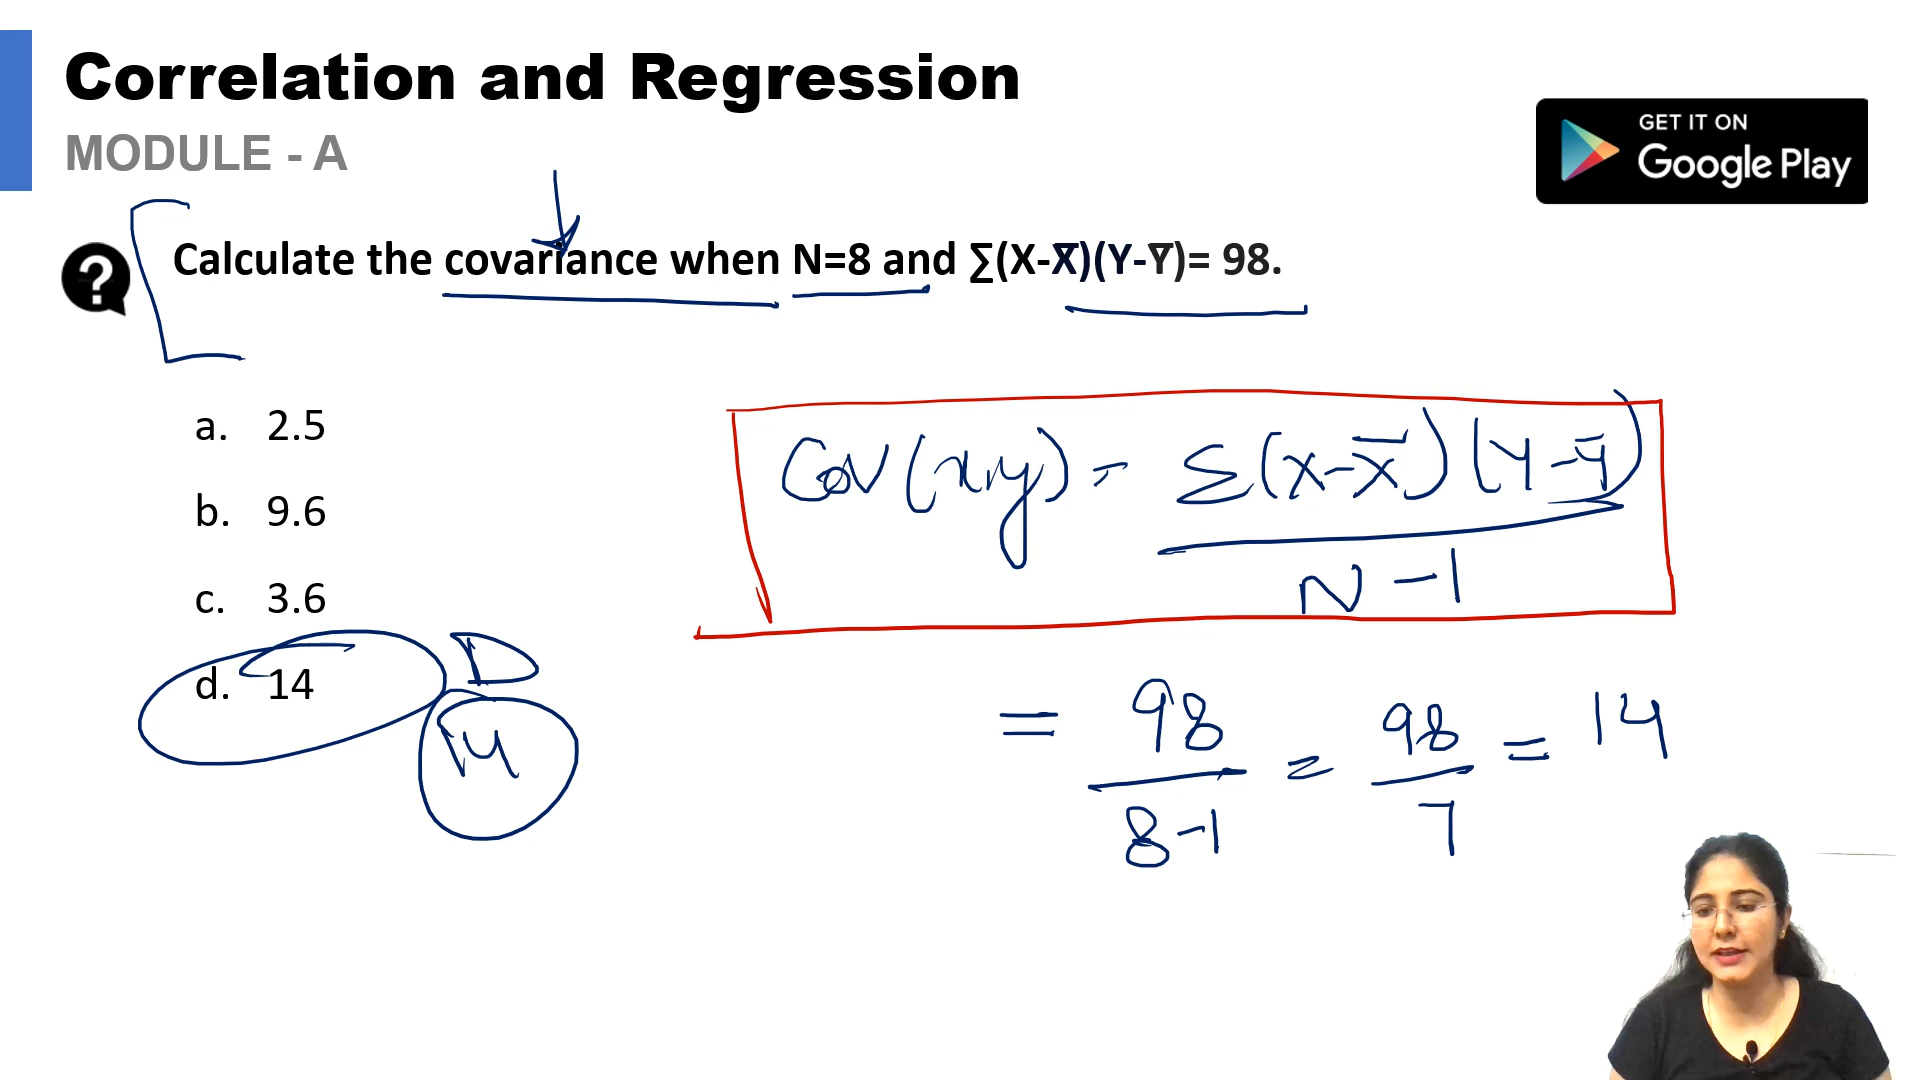 Correlation and Regression
MODULE - A
GET IT ON
Google Play
Calculate the covariance when N=8 and ∑(X-X̅)(Y-Y̅)= 98.
a. 2.5
b. 9.6
c. 3.6
d. 14
D
14
Cov(x,y) = Σ(x-x̅)(y-y̅)
N-1
= 98 = 98 = 14
8-1 7